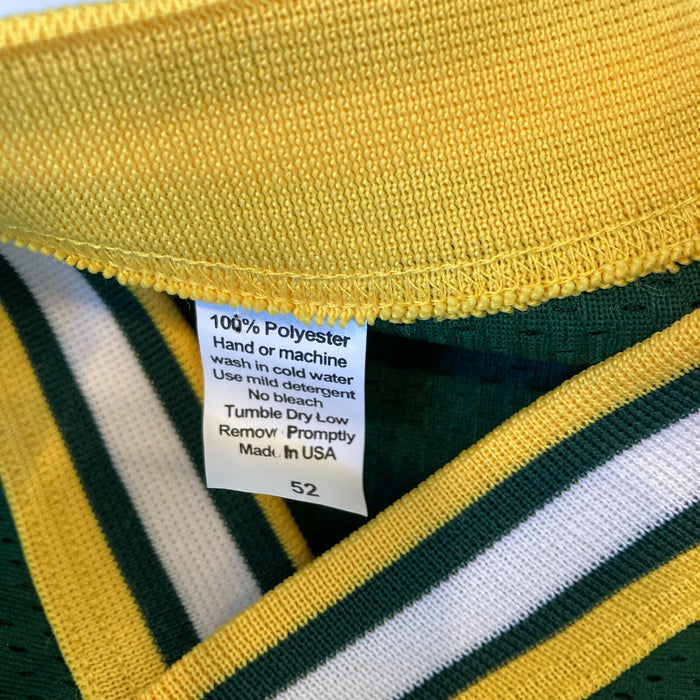 100% Polyester
Hand or machine
wash in cold water
Use mild detergent
No bleach
Tumble Dry Low
Remov Promptly
Made In USA
52